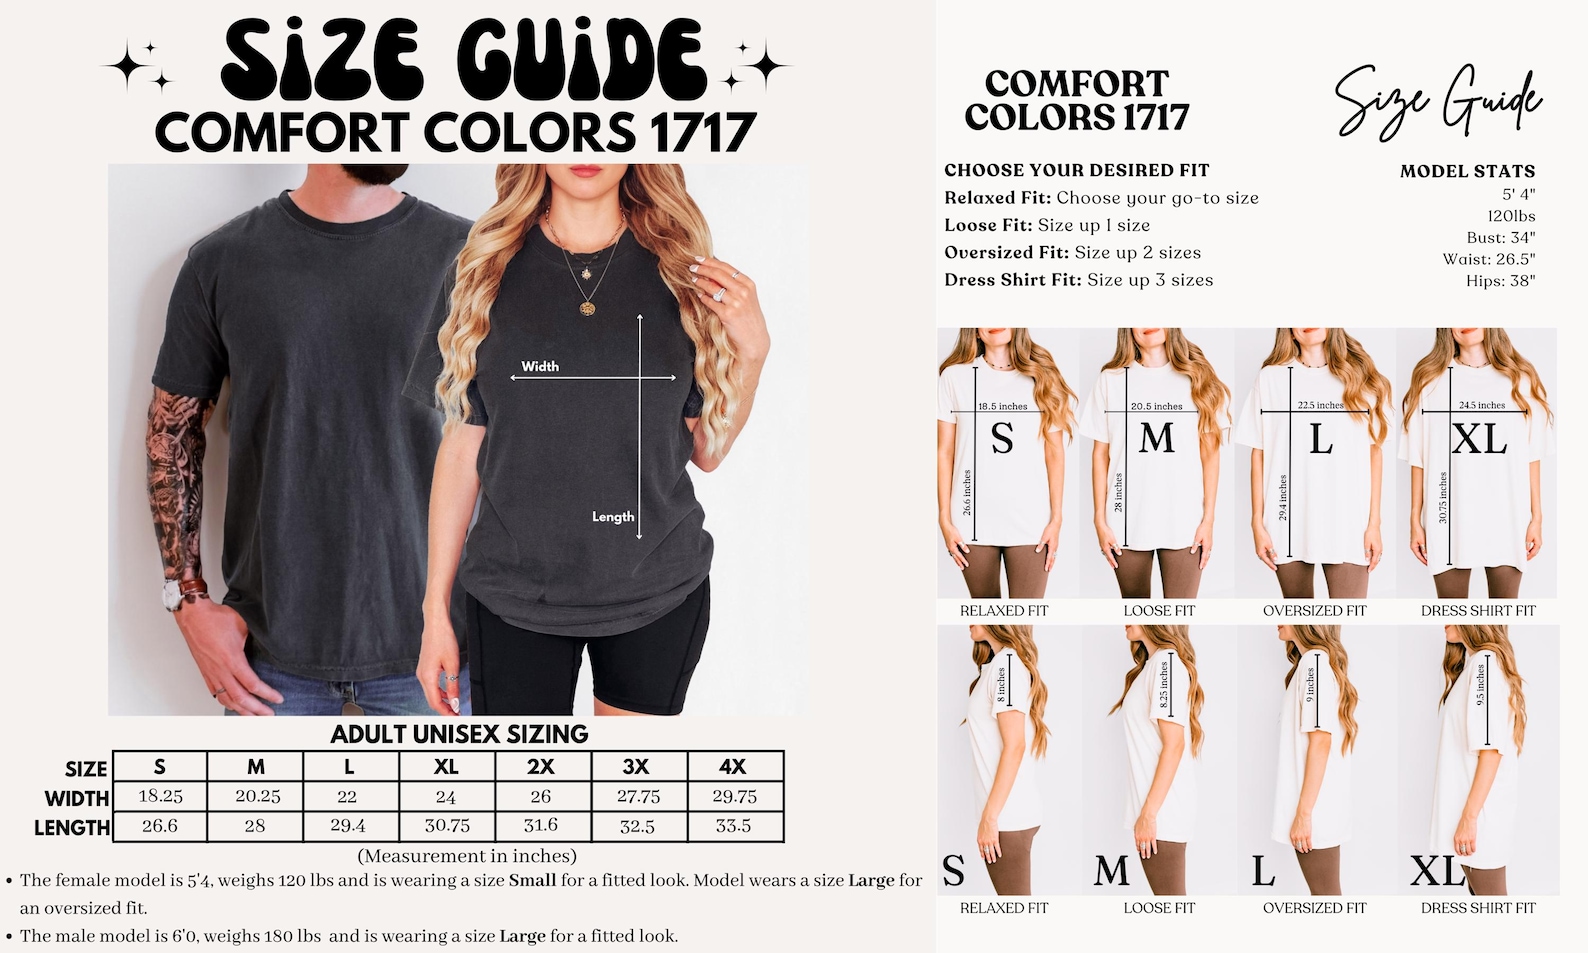 SiZE GUiDE
COMFORT COLORS 1717
Width
Length
ADULT UNISEX SIZING
SIZE S M L XL 2X 3X 4X
WIDTH 18.25 20.25 22 24 26 27.75 29.75
LENGTH 26.6 28 29.4 30.75 31.6 32.5 33.5
(Measurement in inches)
• The female model is 5'4, weighs 120 lbs and is wearing a size Small for a fitted look. Model wears a size Large for
an oversized fit.
• The male model is 6'0, weighs 180 lbs and is wearing a size Large for a fitted look.
COMFORT
COLORS 1717
Size Guide
CHOOSE YOUR DESIRED FIT
Relaxed Fit: Choose your go-to size
Loose Fit: Size up 1 size
Oversized Fit: Size up 2 sizes
Dress Shirt Fit: Size up 3 sizes
MODEL STATS
5' 4"
120lbs
Bust: 34"
Waist: 26.5"
Hips: 38"
18.5 inches
S
26.6 inches
20.5 inches
M
28 inches
22.5 inches
L
29.4 inches
24.5 inches
XL
30.75 inches
RELAXED FIT
LOOSE FIT
OVERSIZED FIT
DRESS SHIRT FIT
8 inches
S
8.25 inches
M
9 inches
L
9.5 inches
XL
RELAXED FIT
LOOSE FIT
OVERSIZED FIT
DRESS SHIRT FIT